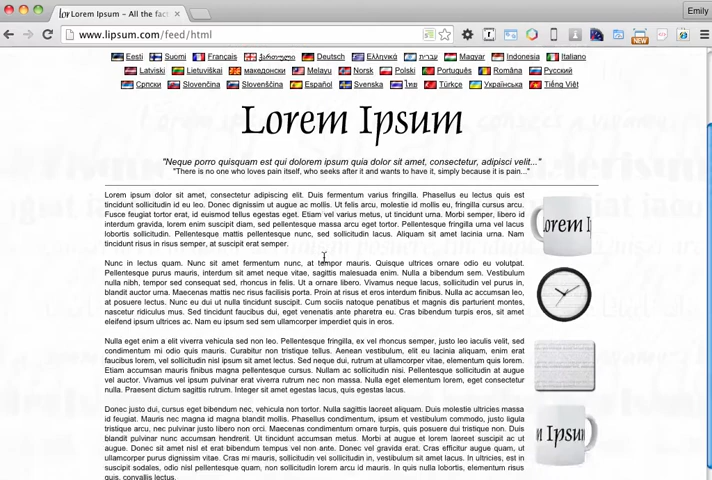 Lorem Ipsum – All the fact
Emily
www.lipsum.com/feed/html
NEW
Eesti Suomi Français ქართული Deutsch Ελληνικά עברית Magyar Indonesia Italiano
Latviski Lietuviškai македонски Melayu Norsk Polski Português Româna Русский
Српски Slovenčina Slovenščina Español Svenska ไทย Türkçe Українська Tiếng Việt
Lorem Ipsum
"Neque porro quisquam est qui dolorem ipsum quia dolor sit amet, consectetur, adipisci velit..."
"There is no one who loves pain itself, who seeks after it and wants to have it, simply because it is pain..."
Lorem ipsum dolor sit amet, consectetur adipiscing elit. Duis fermentum varius fringilla. Phasellus eu lectus quis est
tincidunt sollicitudin id eu leo. Donec dignissim ut augue ac mollis. Ut felis arcu, molestie id mollis eu, fringilla cursus arcu.
Fusce feugiat tortor erat, id euismod tellus egestas eget. Etiam vel varius metus, ut tincidunt urna. Morbi semper, libero id
interdum gravida, lorem enim suscipit diam, sed pellentesque massa arcu eget tortor. Pellentesque fringilla urna vel lacus
lobortis sollicitudin. Pellentesque mattis pellentesque nunc, sed sollicitudin lacus. Aliquam sit amet lacinia urna. Nam
tincidunt risus in risus semper, at suscipit erat semper.
Nunc in lectus quam. Nunc sit amet fermentum nunc, at tempor mauris. Quisque ultrices ornare odio eu volutpat.
Pellentesque purus mauris, interdum sit amet neque vitae, sagittis malesuada enim. Nulla a bibendum sem. Vestibulum
nulla nibh, tempor sed consequat sed, rhoncus in felis. Ut a ornare libero. Vivamus neque lacus, sollicitudin vel purus in,
blandit auctor urna. Maecenas mattis nec risus facilisis porta. Proin at risus et eros interdum finibus. Nulla ac accumsan leo,
at posuere lectus. Nunc eu dui ut nulla tincidunt suscipit. Cum sociis natoque penatibus et magnis dis parturient montes,
nascetur ridiculus mus. Sed tincidunt faucibus dui, eget venenatis ante pharetra eu. Cras bibendum turpis eros, sit amet
eleifend ipsum ultricies ac. Nam eu ipsum sed sem ullamcorper imperdiet quis in eros.
Nulla eget enim a elit viverra vehicula sed non leo. Pellentesque fringilla, ex vel rhoncus semper, justo leo iaculis velit, sed
condimentum mi odio quis mauris. Curabitur non tristique tellus. Aenean vestibulum, elit eu lacinia aliquam, enim erat
faucibus lorem, vel sollicitudin nisl ipsum sit amet lectus. Sed neque dui, rutrum at ullamcorper vitae, elementum quis lorem.
Etiam accumsan mauris finibus magna feugiat elementum. Nullam ac sollicitudin nisi. Pellentesque ut massa at augue
vel auctor. Vivamus ipsum pulvinar erat viverra rutrum nec non massa. Nulla eget elementum lorem, eget consectetur
nulla. Praesent eget rutrum tortor. Integer sit amet egestas lacus, quis egestas lacus.
Donec justo dui, cursus eget bibendum nec, vehicula non tortor. Nulla sagittis laoreet aliquam. Duis molestie ultricies massa
id feugiat. Mauris nec magna id magna blandit mollis. Phasellus condimentum, ipsum et vestibulum commodo, justo ligula
tristique arcu, nec pulvinar libero non orci. Maecenas condimentum ornare turpis, quis posuere dui tristique non. Duis
blandit pulvinar nunc accumsan hendrerit. Ut tincidunt accumsan metus. Morbi at augue et lorem laoreet suscipit ac ut
augue. Donec sit amet nisl et erat bibendum tempus vel non ante. Donec vel gravida erat. Cras efficitur augue quam, ut
ullamcorper purus dignissim vitae. In rhoncus, est in
suscipit sodales, odio nisl pellentesque quam, non sollicitudin lorem arcu id mauris. In quis nulla lobortis, elementum risus
quis, convallis lectus.
orem I
m Ipsu